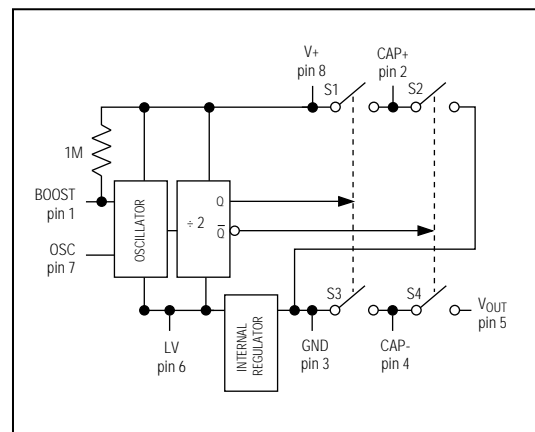 V+
pin 8
CAP+
pin 2
S1
S2
1M
BOOST
pin 1
OSCILLATOR
÷ 2
Q
Q̅
OSC
pin 7
S3
S4
VOUT
pin 5
INTERNAL
REGULATOR
LV
pin 6
GND
pin 3
CAP-
pin 4